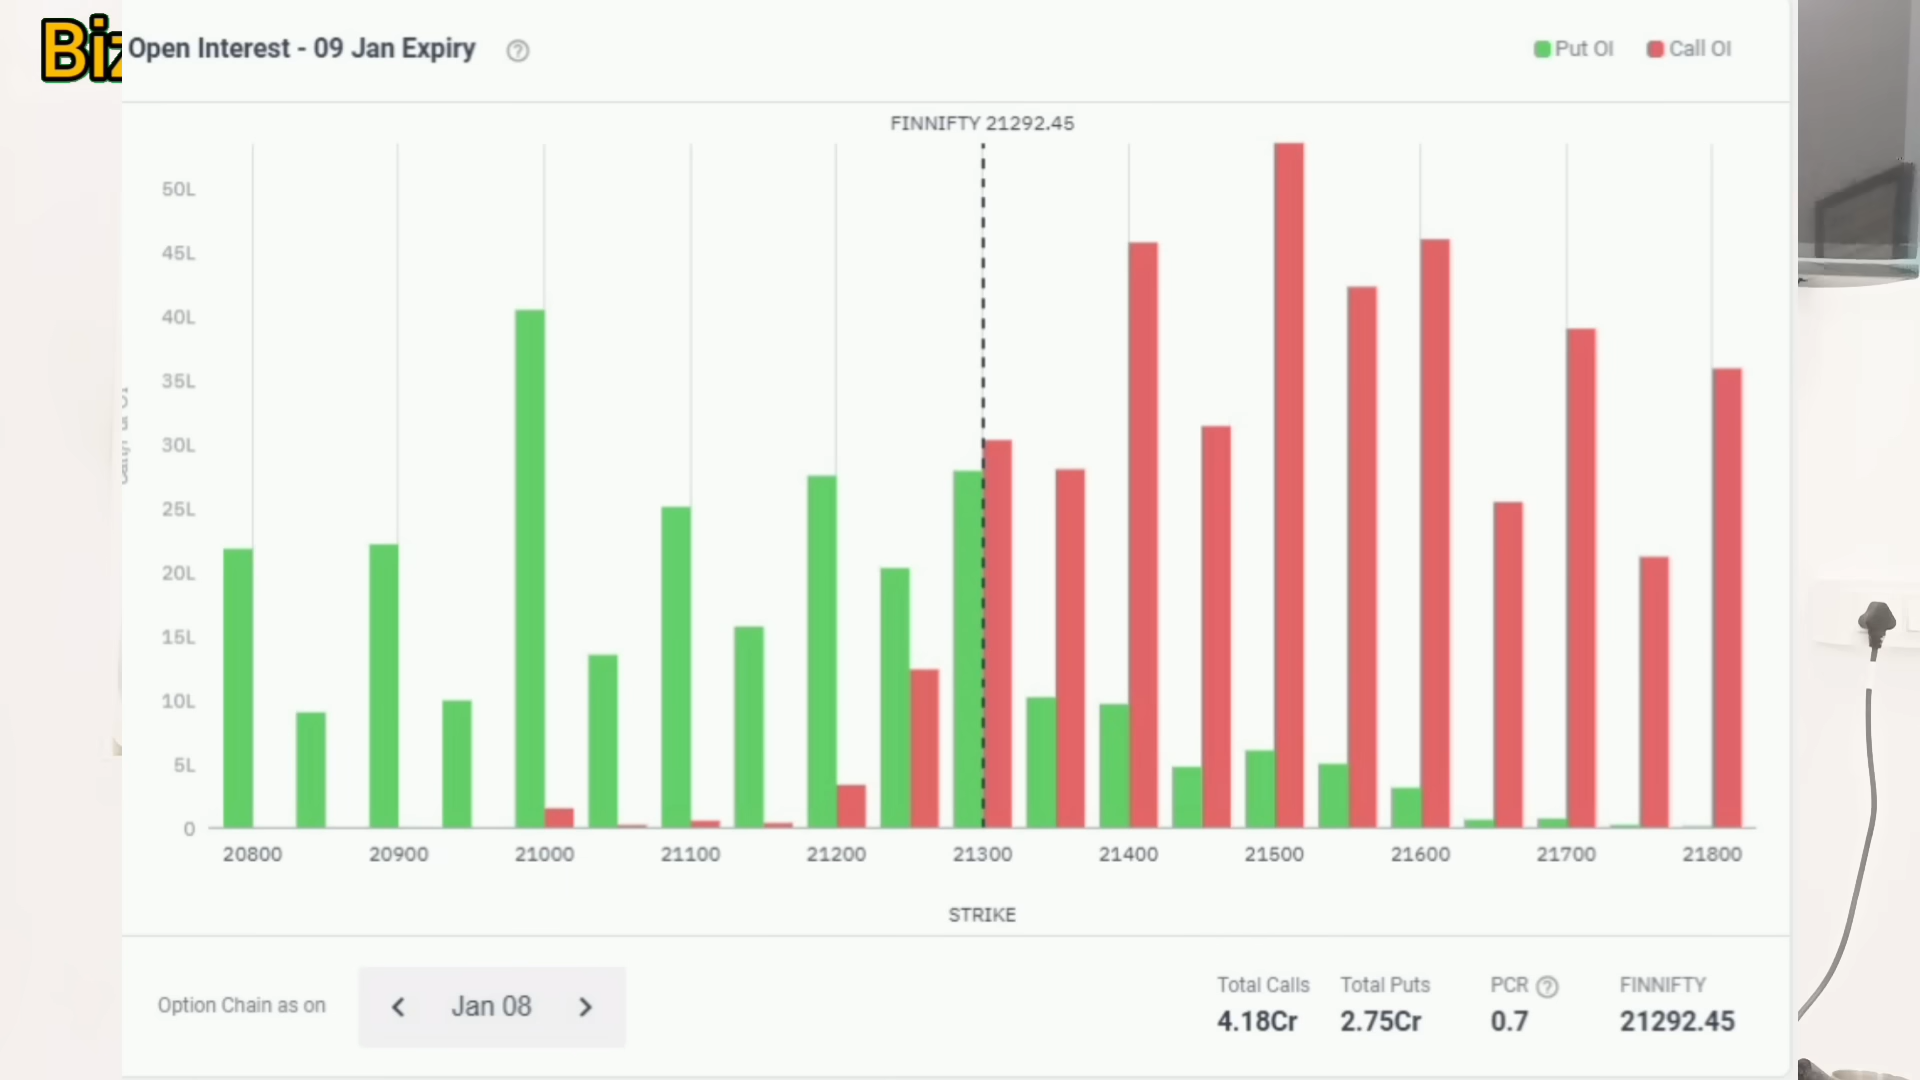 Biz
Open Interest - 09 Jan Expiry
Put OI Call OI
FINNIFTY 21292.45
50L
45L
40L
35L
30L
25L
20L
15L
10L
5L
0
20800 20900 21000 21100 21200 21300 21400 21500 21600 21700 21800
STRIKE
Option Chain as on
Jan 08
Total Calls Total Puts PCR FINNIFTY
4.18Cr 2.75Cr 0.7 21292.45